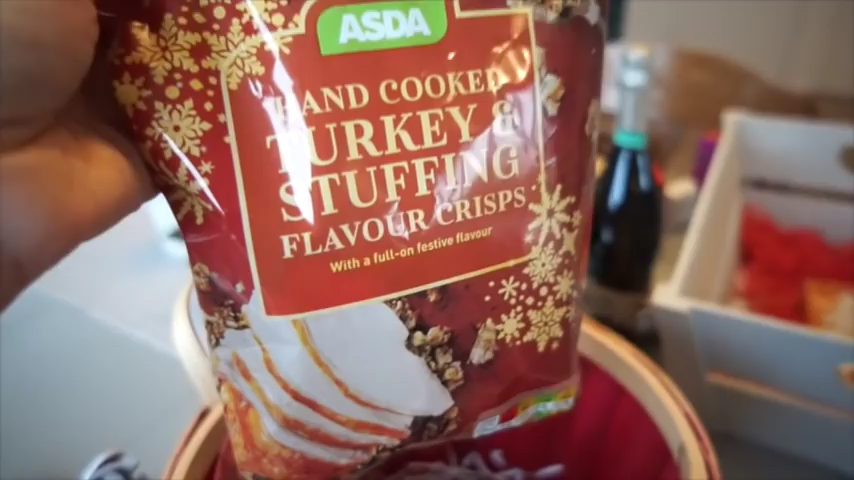 ASDA
HAND COOKED
TURKEY &
STUFFING
FLAVOUR CRISPS
With a full-on festive flavour